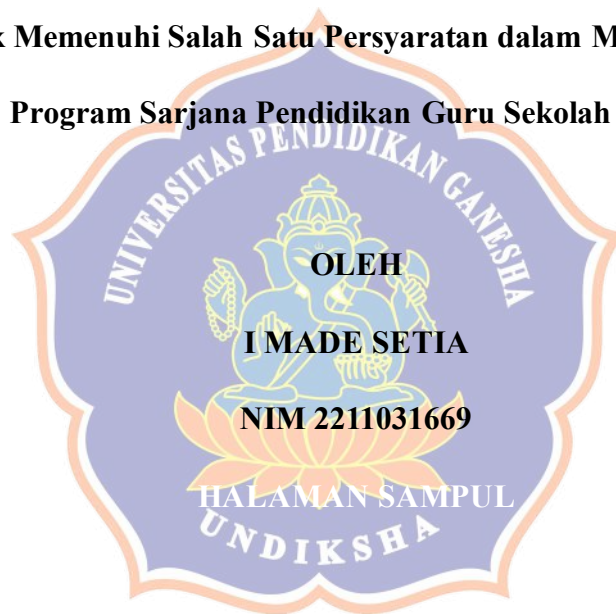 Memenuhi Salah Satu Persyaratan dalam
Program Sarjana Pendidikan Guru Sekolah
UNIVERSITAS PENDIDIKAN GANESHA
OLEH
I MADE SETIA
NIM 2211031669
HALAMAN SAMPUL
UNDIKSHA